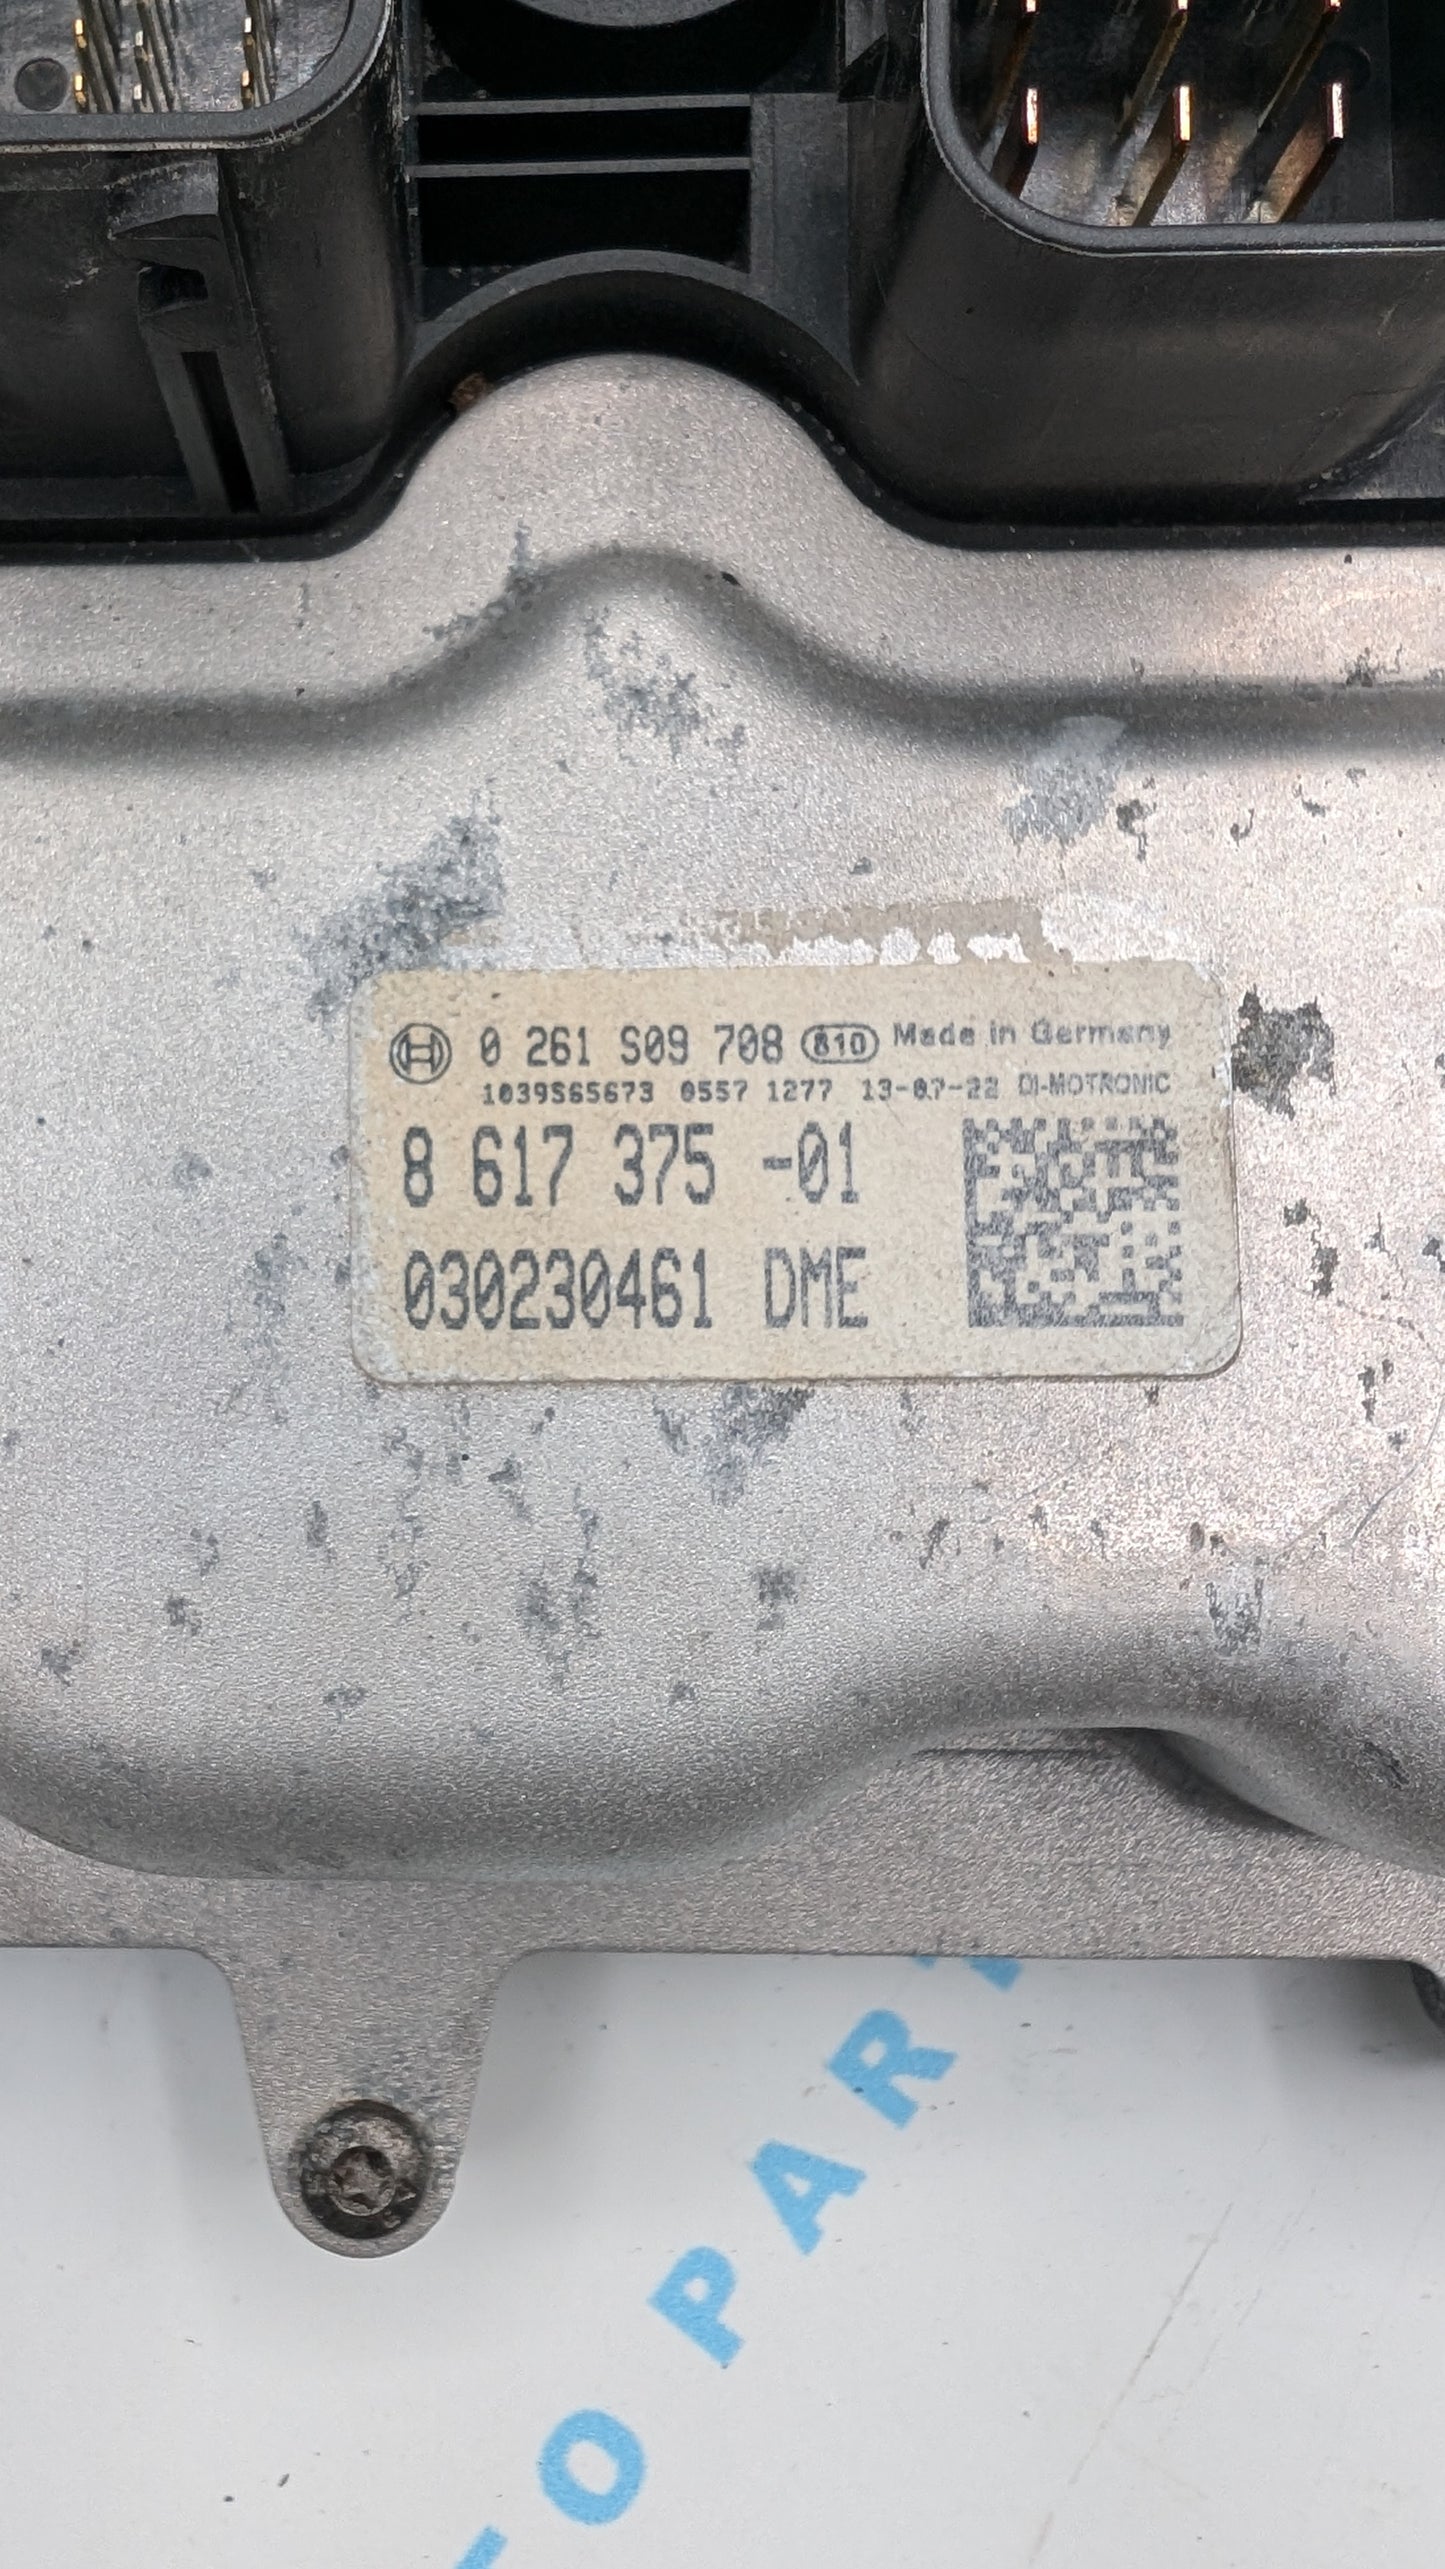 0 261 S09 708 810 Made in Germany
1039S65673 0557 1277 13-07-22 DI-MOTRONIC
8 617 375 -01
030230461 DME
O PAR